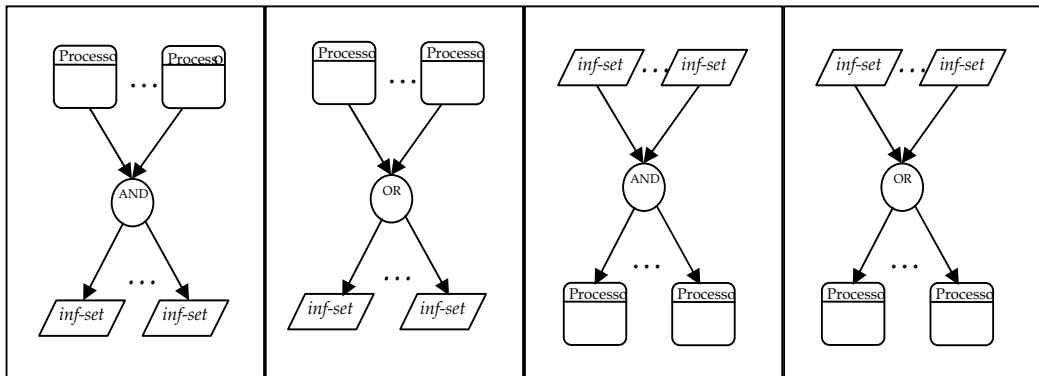 Processo ... Processo
AND
... 
inf-set inf-set
Processo ... Processo
OR
...
inf-set inf-set
inf-set ... inf-set
AND
...
Processo Processo
inf-set ... inf-set
OR
...
Processo Processo